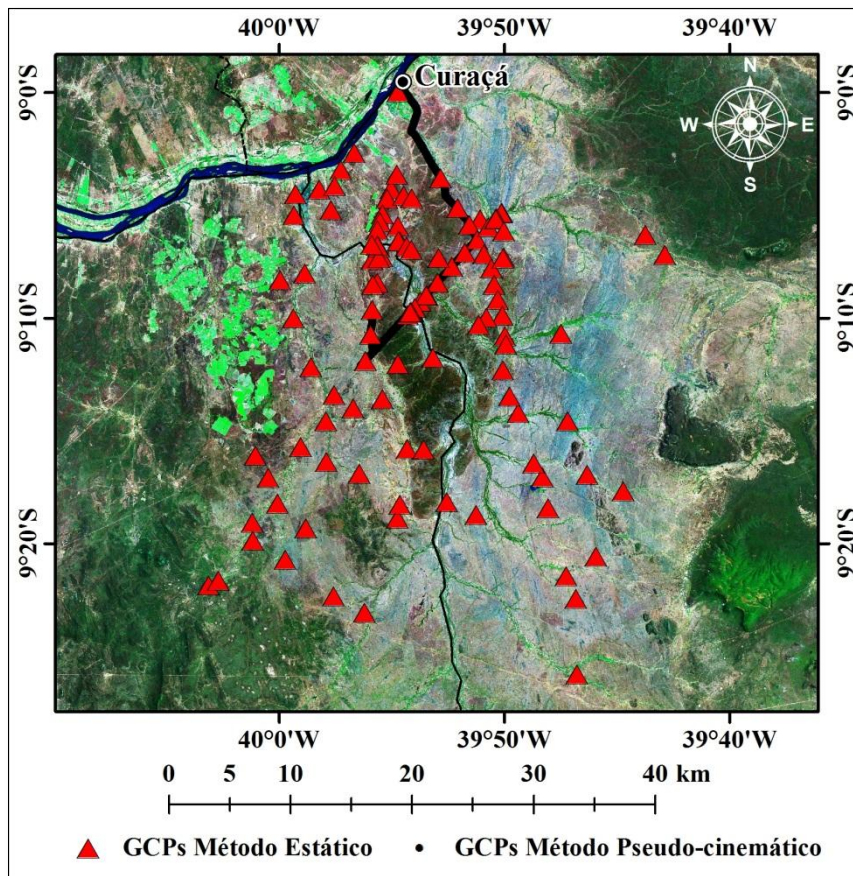 40°0'W 39°50'W 39°40'W
Curaçá
N
W E
S
9°0'S 9°0'S
9°10'S 9°10'S
9°20'S 9°20'S
40°0'W 39°50'W 39°40'W
0 5 10 20 30 40 km
GCPs Método Estático GCPs Método Pseudo-cinemático